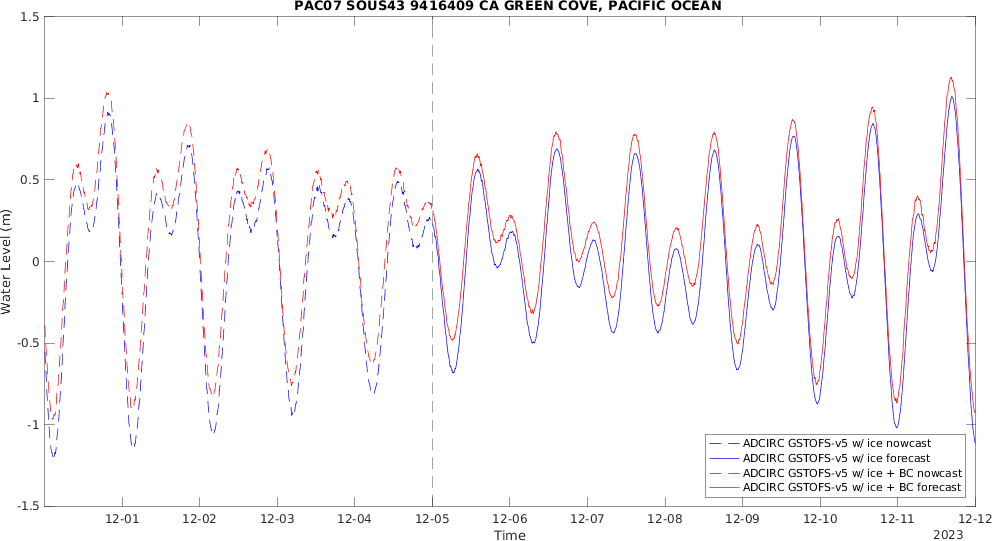 PAC07 SOUS43 9416409 CA GREEN COVE, PACIFIC OCEAN
1.5
1
0.5
0
-0.5
-1
-1.5
Water Level (m)
12-01
12-02
12-03
12-04
12-05
12-06
12-07
12-08
12-09
12-10
12-11
12-12
Time
2023
ADCIRC GSTOFS-v5 w/ ice nowcast
ADCIRC GSTOFS-v5 w/ ice forecast
ADCIRC GSTOFS-v5 w/ ice + BC nowcast
ADCIRC GSTOFS-v5 w/ ice + BC forecast